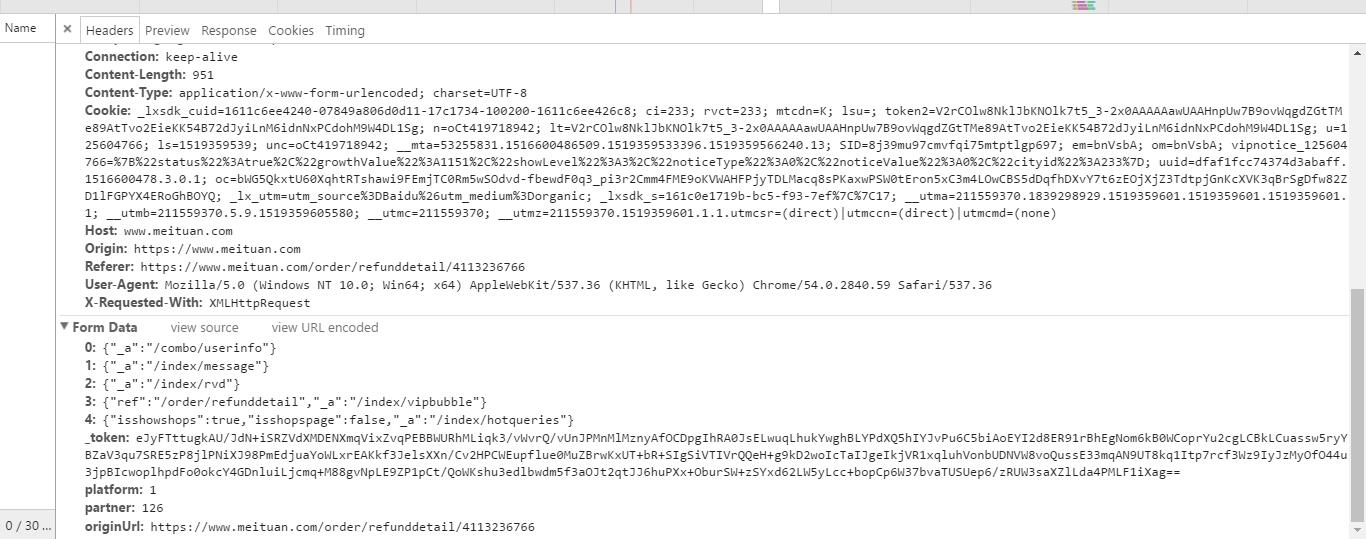 Name
× Headers Preview Response Cookies Timing
Connection: keep-alive
Content-Length: 951
Content-Type: application/x-www-form-urlencoded; charset=UTF-8
Cookie: _lxsdk_cuid=1611c6ee4240-07849a806d0d11-17c1734-100200-1611c6ee426c8; ci=233; rvct=233; mtcdn=K; lsu=; token2=V2rCOlw8NklJbKNOlk7t5_3-2x0AAAAAawUAAHnpUw7B9ovWqgdZGtTM
e89AtTvo2EieKK54B72dJyiLnM6idnNxPCdohM9W4DL1Sg; n=oCt419718942; lt=V2rCOlw8NklJbKNOlk7t5_3-2x0AAAAAawUAAHnpUw7B9ovWqgdZGtTMe89AtTvo2EieKK54B72dJyiLnM6idnNxPCdohM9W4DL1Sg; u=1
25604766; ls=1519359539; unc=oCt419718942; __mta=53255831.1516600486509.1519359533396.1519359566240.13; SID=8j39mu97cmvfqi75mtptlgp697; em=bnVsbA; om=bnVsbA; vipnotice_125604
766=%7B%22status%22%3Atrue%2C%22growthValue%22%3A1151%2C%22showLevel%22%3A3%2C%22noticeType%22%3A0%2C%22noticeValue%22%3A0%2C%22cityid%22%3A233%7D; uuid=dfaf1fcc74374d3abaff.
1516600478.3.0.1; oc=bWG5QkxtU60XqhtRTshawi9FEmjTC0Rm5wSOdvd-fbewdF0q3_pi3r2Cmm4FME9oKVWAHFPjyTDLMacq8sPKaxwPSW0tEron5xC3m4LOwCBS5dDqfhDXvY7t6zEOjXjZ3TdtpjGnKcXVK3qBrSgDfw82Z
D1lFGPYX4ERoGhBOYQ; _lx_utm=utm_source%3DBaidu%26utm_medium%3Dorganic; _lxsdk_s=161c0e1719b-bc5-f93-7ef%7C%7C17; __utma=211559370.1839298929.1519359601.1519359601.1519359601.
1; __utmb=211559370.5.9.1519359605580; __utmc=211559370; __utmz=211559370.1519359601.1.1.utmcsr=(direct)|utmccn=(direct)|utmcmd=(none)
Host: www.meituan.com
Origin: https://www.meituan.com
Referer: https://www.meituan.com/order/refunddetail/4113236766
User-Agent: Mozilla/5.0 (Windows NT 10.0; Win64; x64) AppleWebKit/537.36 (KHTML, like Gecko) Chrome/54.0.2840.59 Safari/537.36
X-Requested-With: XMLHttpRequest
Form Data view source view URL encoded
0: {"_a":"/combo/userinfo"}
1: {"_a":"/index/message"}
2: {"_a":"/index/rvd"}
3: {"ref":"/order/refunddetail","_a":"/index/vipbubble"}
4: {"isshowshops":true,"isshopspage":false,"_a":"/index/hotqueries"}
_token: eJyFTttugkAU/JdN+iSRZVdXMDENXmqVixZvqPEBBWURhMLiqk3/vWvrQ/vUnJPMnMlMznyAfOCDpgIhRA0JsELwuqLhukYwghBLYPdXQ5hIYJvPu6C5biAoEYI2d8ER91rBhEgNom6kB0WCoprYu2cgLCBkLCuassw5ryY
BZaV3qu7SRE5zP8jlPNiXJ98PmEdjuaYoWLxrEAKkf3JelsXXn/Cv2HPCWEupflue0MuZBrwKxUT+bR+SIgSiVTIVrQQeH+g9kD2woIcTaIJgeIkjVR1xqluhVonbUDNVW8voQussE33mqAN9UT8kq1Itp7rcf3Wz9IyJzMyOfO44u
3jpBIcwoplhpdFo0okcY4GDnluiLjcmq+M88gvNpLE9ZP1pCt/QoWKshu3edlbwdm5f3aOJt2qtJJ6huPXx+OburSW+zSYxd62LW5yLcc+bopCp6W37bvaTUSUep6/zRUW3saXZlLda4PMLF1iXag==
platform: 1
partner: 126
0 / 30 ...
originUrl: https://www.meituan.com/order/refunddetail/4113236766